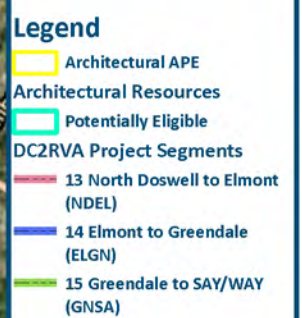 Legend
Architectural APE
Architectural Resources
Potentially Eligible
DC2RVA Project Segments
13 North Doswell to Elmont
(NDEL)
14 Elmont to Greendale
(ELGN)
15 Greendale to SAY/WAY
(GNSA)